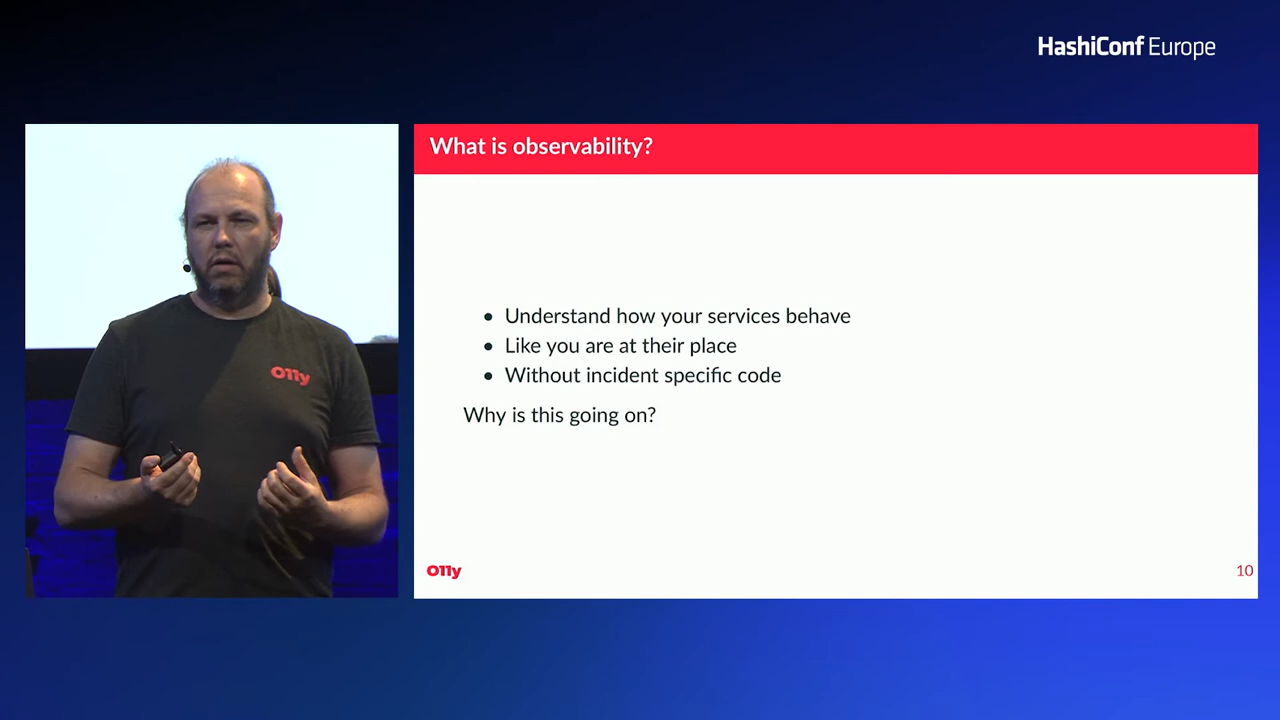 HashiConf Europe
What is observability?
O11y
• Understand how your services behave
• Like you are at their place
• Without incident specific code
Why is this going on?
O11y
10